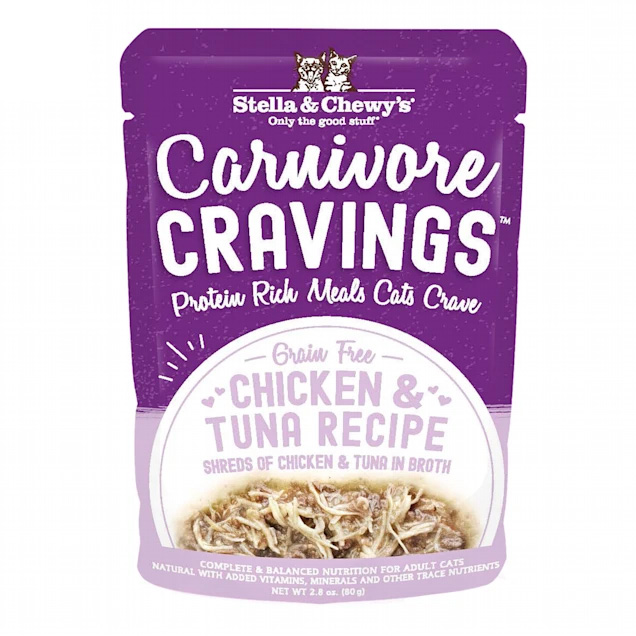 Stella & Chewy's®
Only the good stuff®
Carnivore
CRAVINGS™
Protein Rich Meals Cats Crave
Grain Free
CHICKEN &
TUNA RECIPE
SHREDS OF CHICKEN & TUNA IN BROTH
COMPLETE & BALANCED NUTRITION FOR ADULT CATS
NATURAL WITH ADDED VITAMINS, MINERALS AND OTHER TRACE NUTRIENTS
NET WT 2.8 oz. (80g)